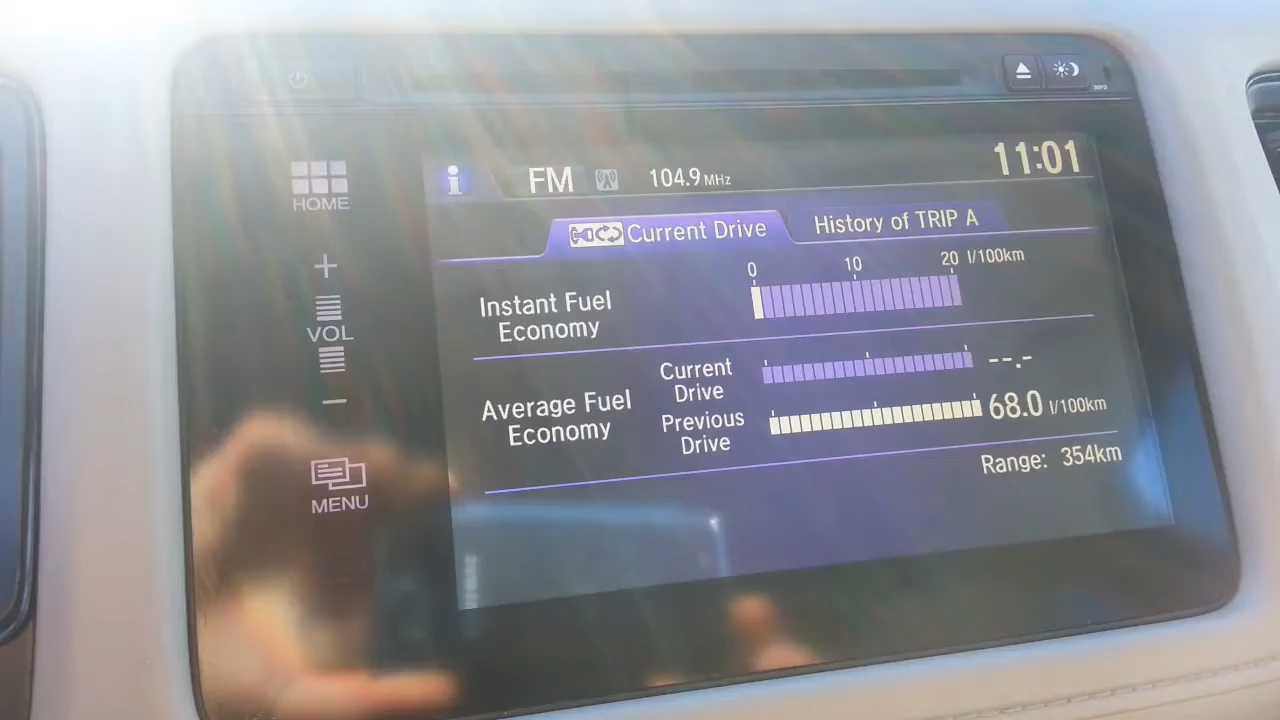 i FM 104.9 MHz 11:01
HOME
Current Drive History of TRIP A
0 10 20 l/100km
+
VOL
−
Instant Fuel
Economy
Average Fuel
Economy
Current
Drive
--.-
Previous
Drive
68.0 l/100km
MENU
Range: 354km